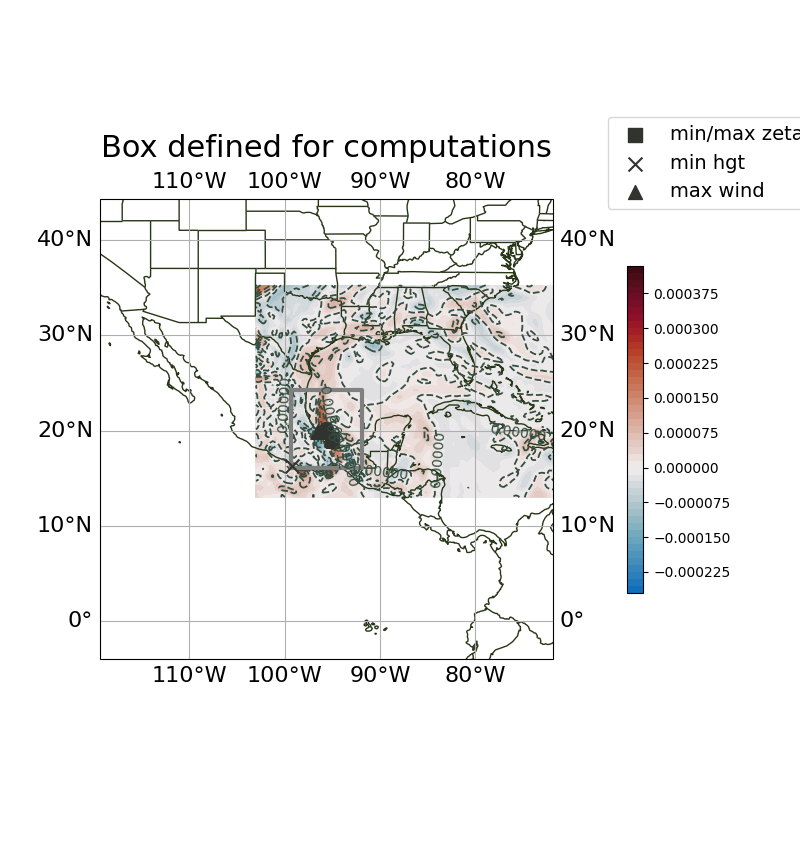 Box defined for computations
min/max zeta
min hgt
max wind
110°W 100°W 90°W 80°W
40°N 40°N
30°N 30°N
20°N 20°N
10°N 10°N
0° 0°
110°W 100°W 90°W 80°W
0.000375
0.000300
0.000225
0.000150
0.000075
0.000000
−0.000075
−0.000150
−0.000225